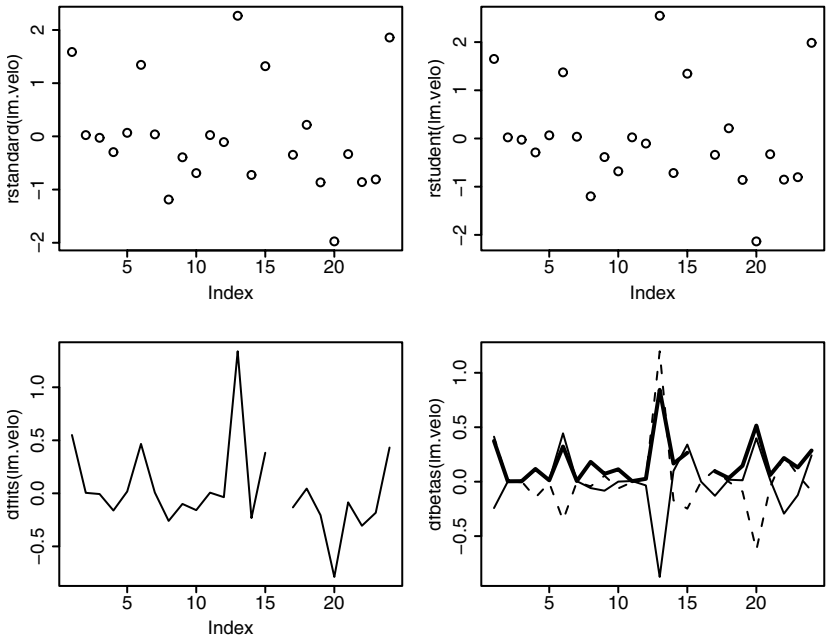 rstandard(lm.velo)
2
1
0
−1
−2
5 10 15 20
Index
rstudent(lm.velo)
2
1
0
−1
−2
5 10 15 20
Index
dffits(lm.velo)
1.0
0.5
0.0
−0.5
5 10 15 20
Index
dfbetas(lm.velo)
1.0
0.5
0.0
−0.5
5 10 15 20